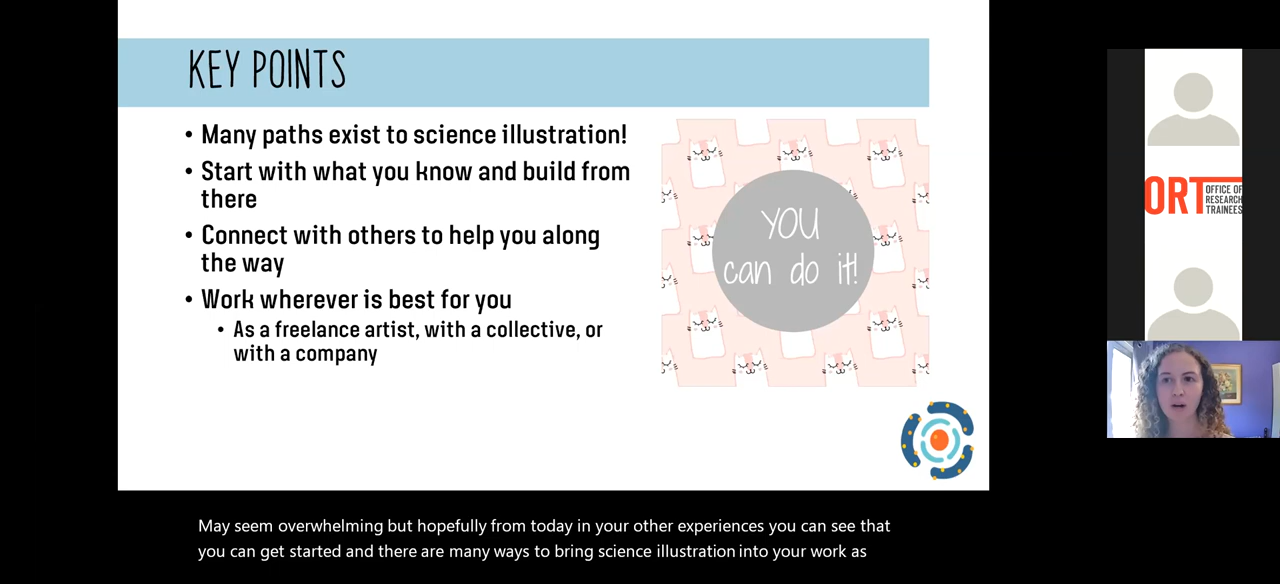 KEY POINTS
• Many paths exist to science illustration!
• Start with what you know and build from
there
• Connect with others to help you along
the way
• Work wherever is best for you
• As a freelance artist, with a collective, or
with a company
YOU
can do it!
ORT OFFICE OF
RESEARCH
TRAINEES
May seem overwhelming but hopefully from today in your other experiences you can see that
you can get started and there are many ways to bring science illustration into your work as